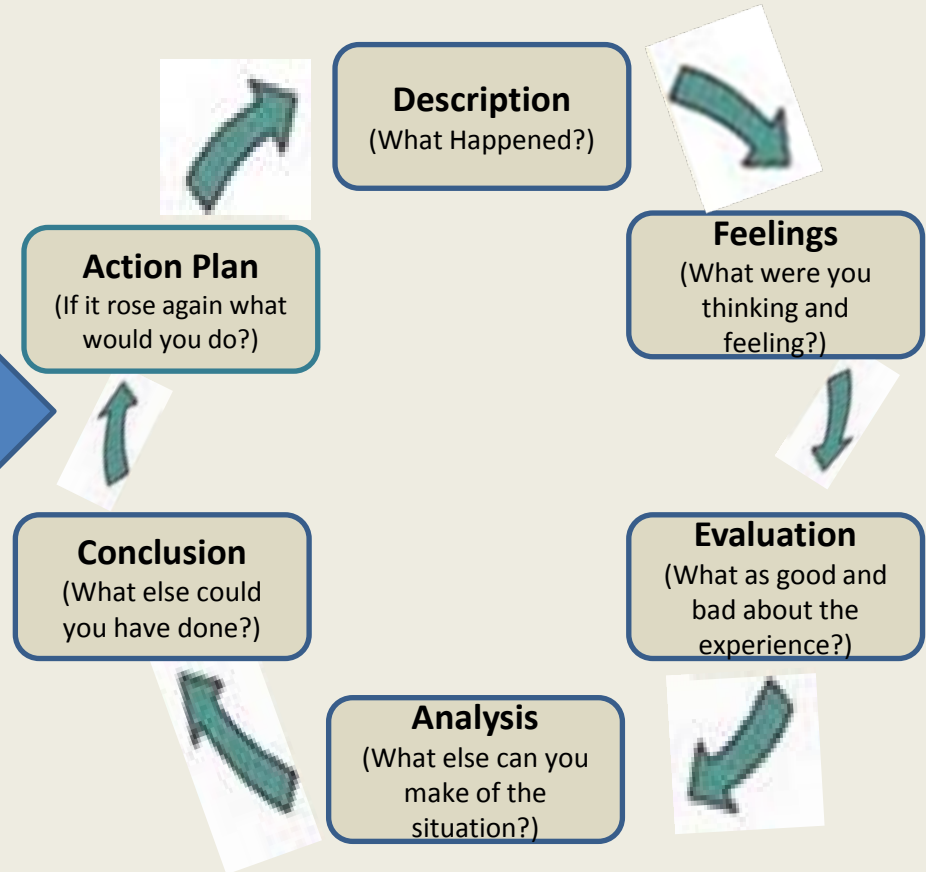 Description
(What Happened?)
Feelings
(What were you
thinking and
feeling?)
Evaluation
(What as good and
bad about the
experience?)
Analysis
(What else can you
make of the
situation?)
Conclusion
(What else could
you have done?)
Action Plan
(If it rose again what
would you do?)